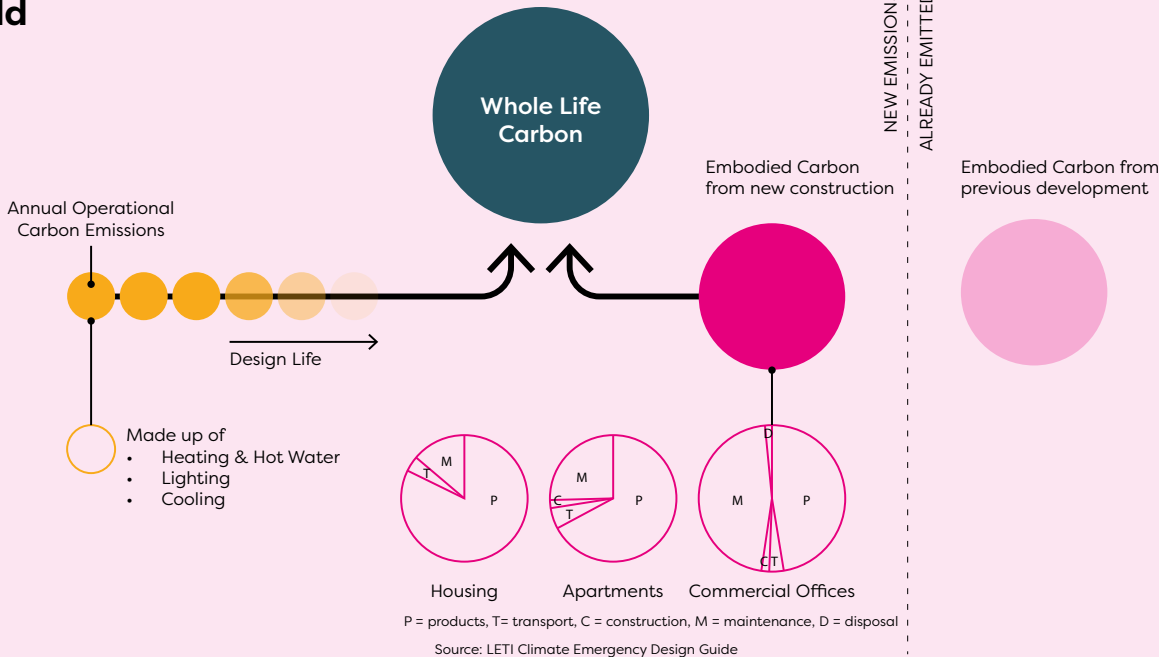 ld
Whole Life
Carbon
NEW EMISSION
ALREADY EMITTED
Embodied Carbon
from new construction
Embodied Carbon from
previous development
Annual Operational
Carbon Emissions
Design Life
Made up of
• Heating & Hot Water
• Lighting
• Cooling
M
T
P
M
C
T
P
D
M
P
C T
Housing
Apartments
Commercial Offices
P = products, T= transport, C = construction, M = maintenance, D = disposal
Source: LETI Climate Emergency Design Guide